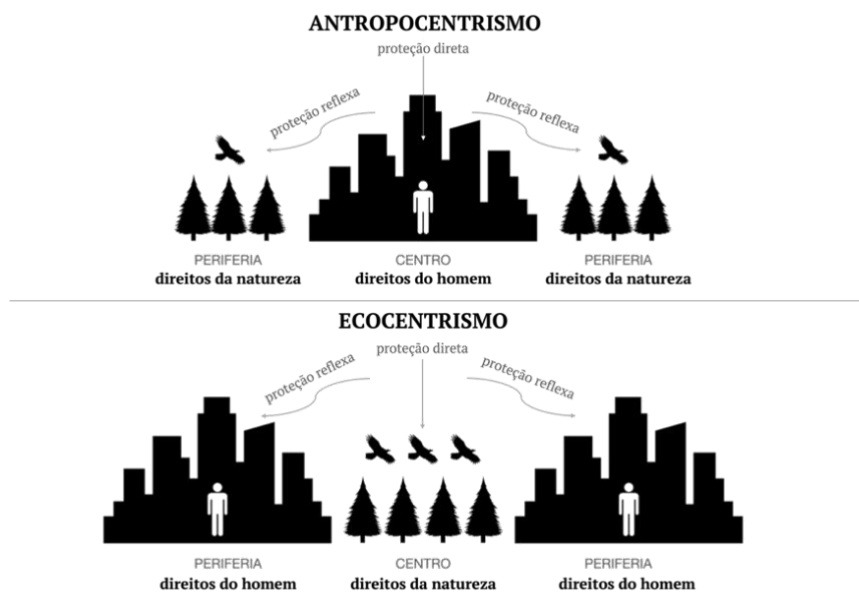 ANTROPOCENTRISMO
proteção direta
proteção reflexa
proteção reflexa
PERIFERIA
direitos da natureza
CENTRO
direitos do homem
PERIFERIA
direitos da natureza
ECOCENTRISMO
proteção direta
proteção reflexa
proteção reflexa
PERIFERIA
direitos do homem
CENTRO
direitos da natureza
PERIFERIA
direitos do homem